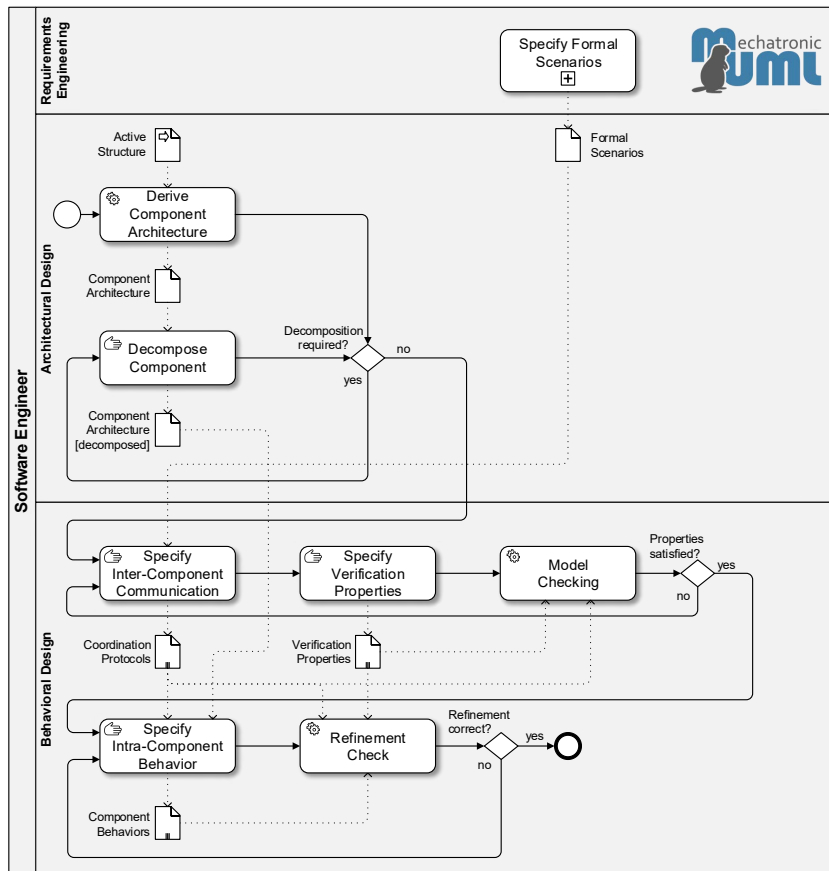 Software Engineer
Requirements
Engineering
Specify Formal
Scenarios
mechatronic
UML
Formal
Scenarios
Architectural Design
Active
Structure
Derive
Component
Architecture
Component
Architecture
Decompose
Component
Decomposition
required?
no
yes
Component
Architecture
[decomposed]
Behavioral Design
Specify
Inter-Component
Communication
Specify
Verification
Properties
Model
Checking
Properties
satisfied?
yes
no
Coordination
Protocols
Verification
Properties
Specify
Intra-Component
Behavior
Refinement
Check
Refinement
correct?
yes
no
Component
Behaviors